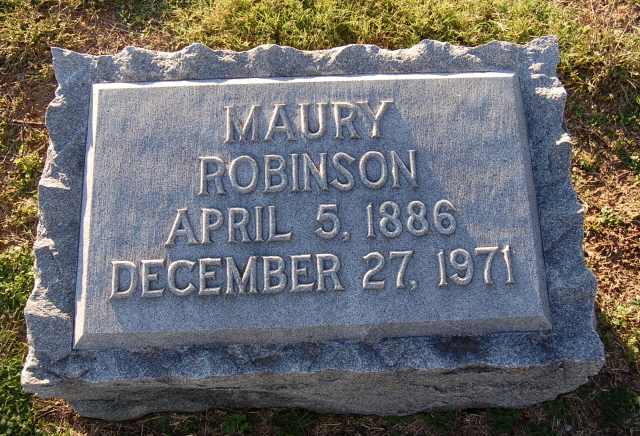 MAURY
ROBINSON
APRIL 5, 1886
DECEMBER 27, 1971